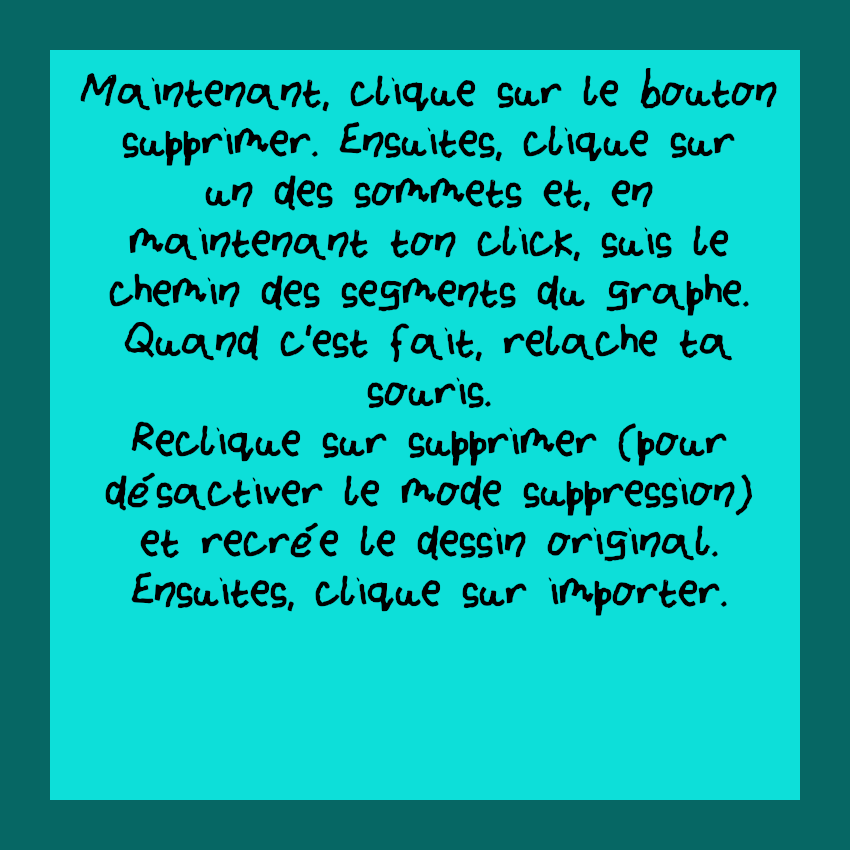 Maintenant, clique sur le bouton
supprimer. Ensuites, clique sur
un des sommets et, en
maintenant ton click, suis le
chemin des segments du graphe.
Quand c'est fait, relache ta
souris.
Reclique sur supprimer (pour
désactiver le mode suppression)
et recrée le dessin original.
Ensuites, clique sur importer.